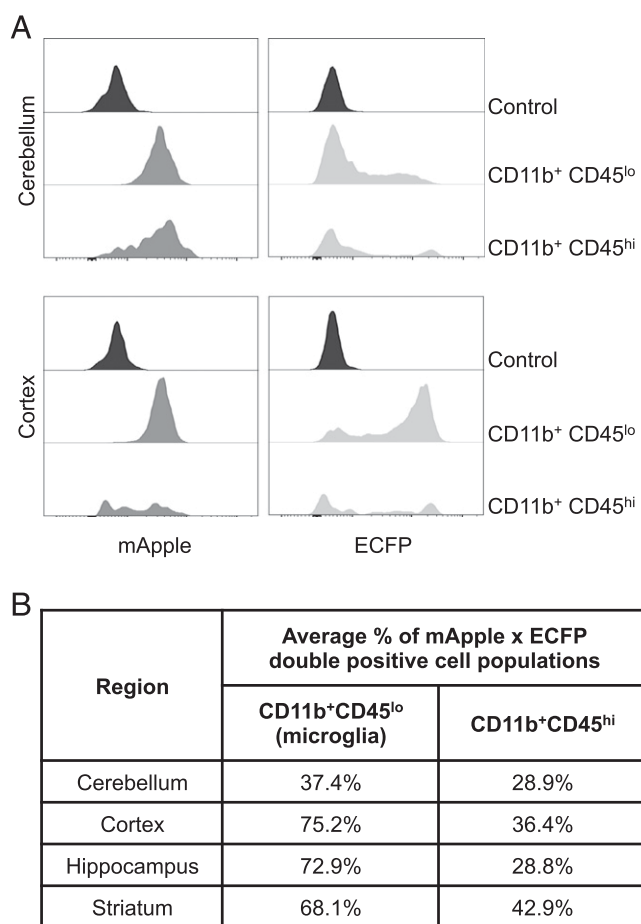 A
Cerebellum
Control
CD11b⁺ CD45ˡᵒ
CD11b⁺ CD45ʰⁱ
Cortex
Control
CD11b⁺ CD45ˡᵒ
CD11b⁺ CD45ʰⁱ
mApple ECFP
B
Region
Average % of mApple x ECFP
double positive cell populations
CD11b⁺CD45ˡᵒ
(microglia)
CD11b⁺CD45ʰⁱ
Cerebellum 37.4% 28.9%
Cortex 75.2% 36.4%
Hippocampus 72.9% 28.8%
Striatum 68.1% 42.9%